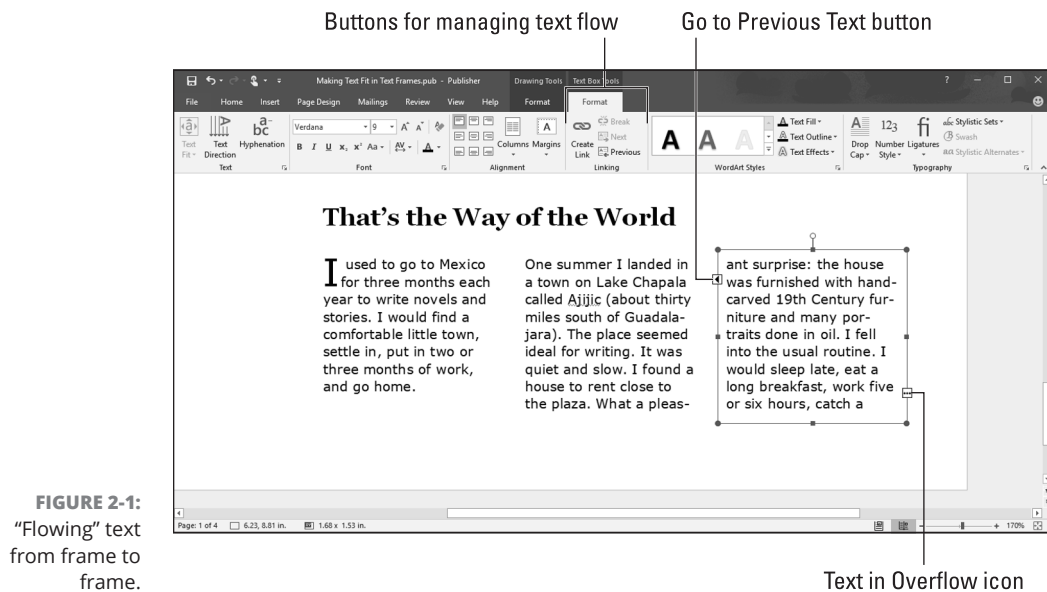 Buttons for managing text flow
Go to Previous Text button
Making Text Fit in Text Frames.pub - Publisher
Drawing Tools
Text Box Tools
?
File Home Insert Page Design Mailings Review View Help Format Format
Text Fit
Text Direction
abc Hyphenation
Text
Verdana 9
B I U x₂ x² Aa AV A
Font
Columns Margins
Alignment
Create Link
Break
Next
Previous
Linking
A A A
Text Fill
Text Outline
Text Effects
WordArt Styles
Drop Cap
123 Number Style
fi Ligatures
abc Stylistic Sets
Swash
Stylistic Alternates
Typography
That's the Way of the World
I used to go to Mexico
for three months each
year to write novels and
stories. I would find a
comfortable little town,
settle in, put in two or
three months of work,
and go home.
One summer I landed in
a town on Lake Chapala
called Ajijic (about thirty
miles south of Guadala-
jara). The place seemed
ideal for writing. It was
quiet and slow. I found a
house to rent close to
the plaza. What a pleas-
ant surprise: the house
was furnished with hand-
carved 19th Century fur-
niture and many por-
traits done in oil. I fell
into the usual routine. I
would sleep late, eat a
long breakfast, work five
or six hours, catch a
Page: 1 of 4 6.23, 8.81 in. 1.68 x 1.53 in. 170%
FIGURE 2-1:
"Flowing" text
from frame to
frame.
Text in Overflow icon